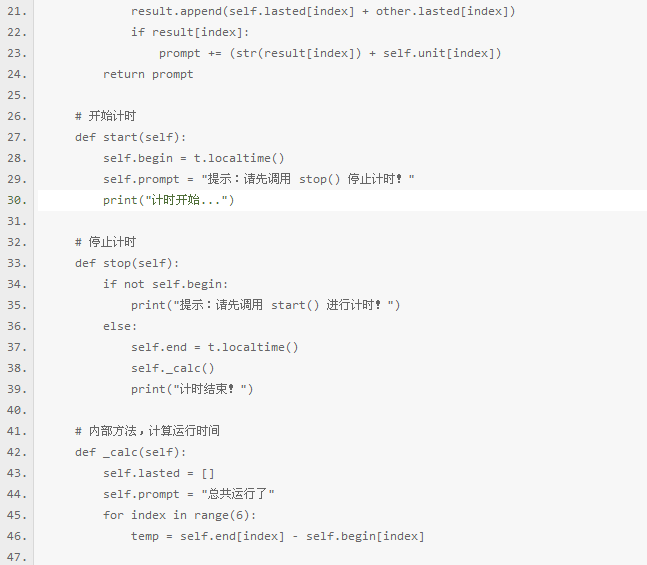 21. result.append(self.lasted[index] + other.lasted[index])
22. if result[index]:
23. prompt += (str(result[index]) + self.unit[index])
24. return prompt
25.
26. # 开始计时
27. def start(self):
28. self.begin = t.localtime()
29. self.prompt = "提示：请先调用 stop() 停止计时！"
30. print("计时开始...")
31.
32. # 停止计时
33. def stop(self):
34. if not self.begin:
35. print("提示：请先调用 start() 进行计时！")
36. else:
37. self.end = t.localtime()
38. self._calc()
39. print("计时结束！")
40.
41. # 内部方法，计算运行时间
42. def _calc(self):
43. self.lasted = []
44. self.prompt = "总共运行了"
45. for index in range(6):
46. temp = self.end[index] - self.begin[index]
47.